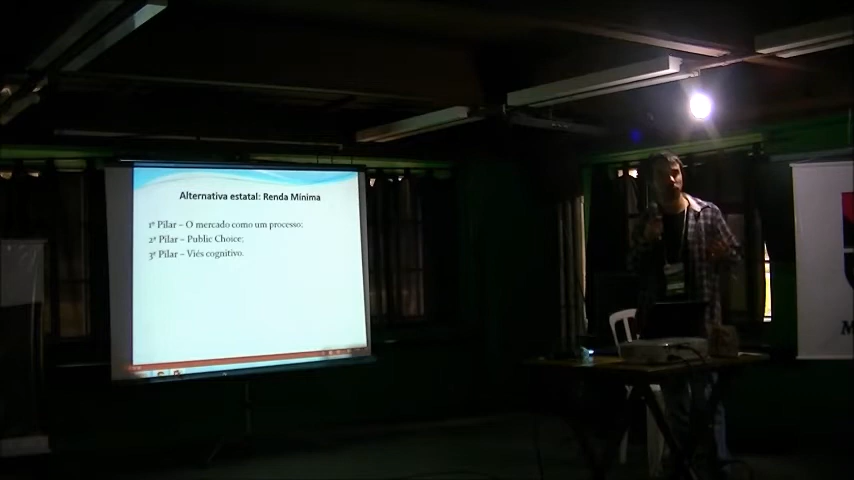 Alternativa estatal: Renda Mínima
1º Pilar – O mercado como um processo;
2º Pilar – Public Choice;
3º Pilar – Viés cognitivo.
M